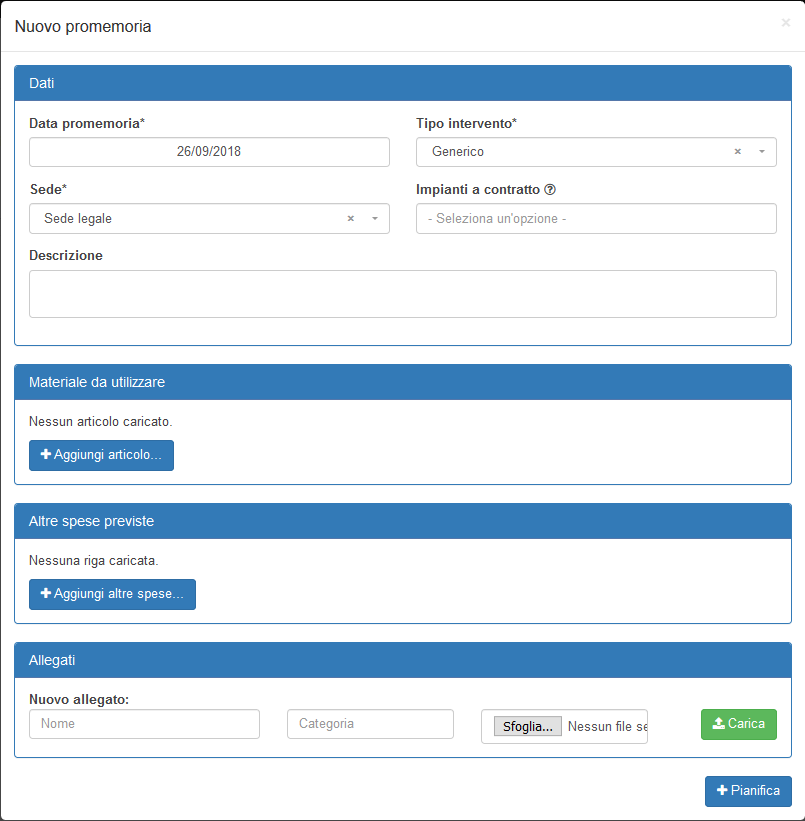 Nuovo promemoria
×
Dati
Data promemoria*
Tipo intervento*
26/09/2018
Generico ×
Sede*
Impianti a contratto ?
Sede legale ×
- Seleziona un'opzione -
Descrizione
Materiale da utilizzare
Nessun articolo caricato.
Aggiungi articolo...
Altre spese previste
Nessuna riga caricata.
Aggiungi altre spese...
Allegati
Nuovo allegato:
Nome
Categoria
Sfoglia... Nessun file se
Carica
Pianifica